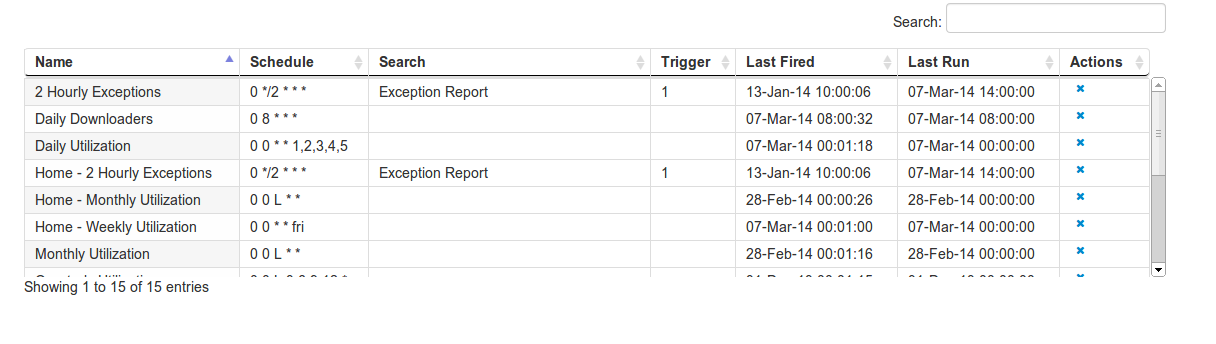 Search:
Name Schedule Search Trigger Last Fired Last Run Actions
2 Hourly Exceptions 0 */2 * * * Exception Report 1 13-Jan-14 10:00:06 07-Mar-14 14:00:00
Daily Downloaders 0 8 * * * 07-Mar-14 08:00:32 07-Mar-14 08:00:00
Daily Utilization 0 0 * * 1,2,3,4,5 07-Mar-14 00:01:18 07-Mar-14 00:00:00
Home - 2 Hourly Exceptions 0 */2 * * * Exception Report 1 13-Jan-14 10:00:06 07-Mar-14 14:00:00
Home - Monthly Utilization 0 0 L * * 28-Feb-14 00:00:26 28-Feb-14 00:00:00
Home - Weekly Utilization 0 0 * * fri 07-Mar-14 00:01:00 07-Mar-14 00:00:00
Monthly Utilization 0 0 L * * 28-Feb-14 00:01:16 28-Feb-14 00:00:00
Showing 1 to 15 of 15 entries